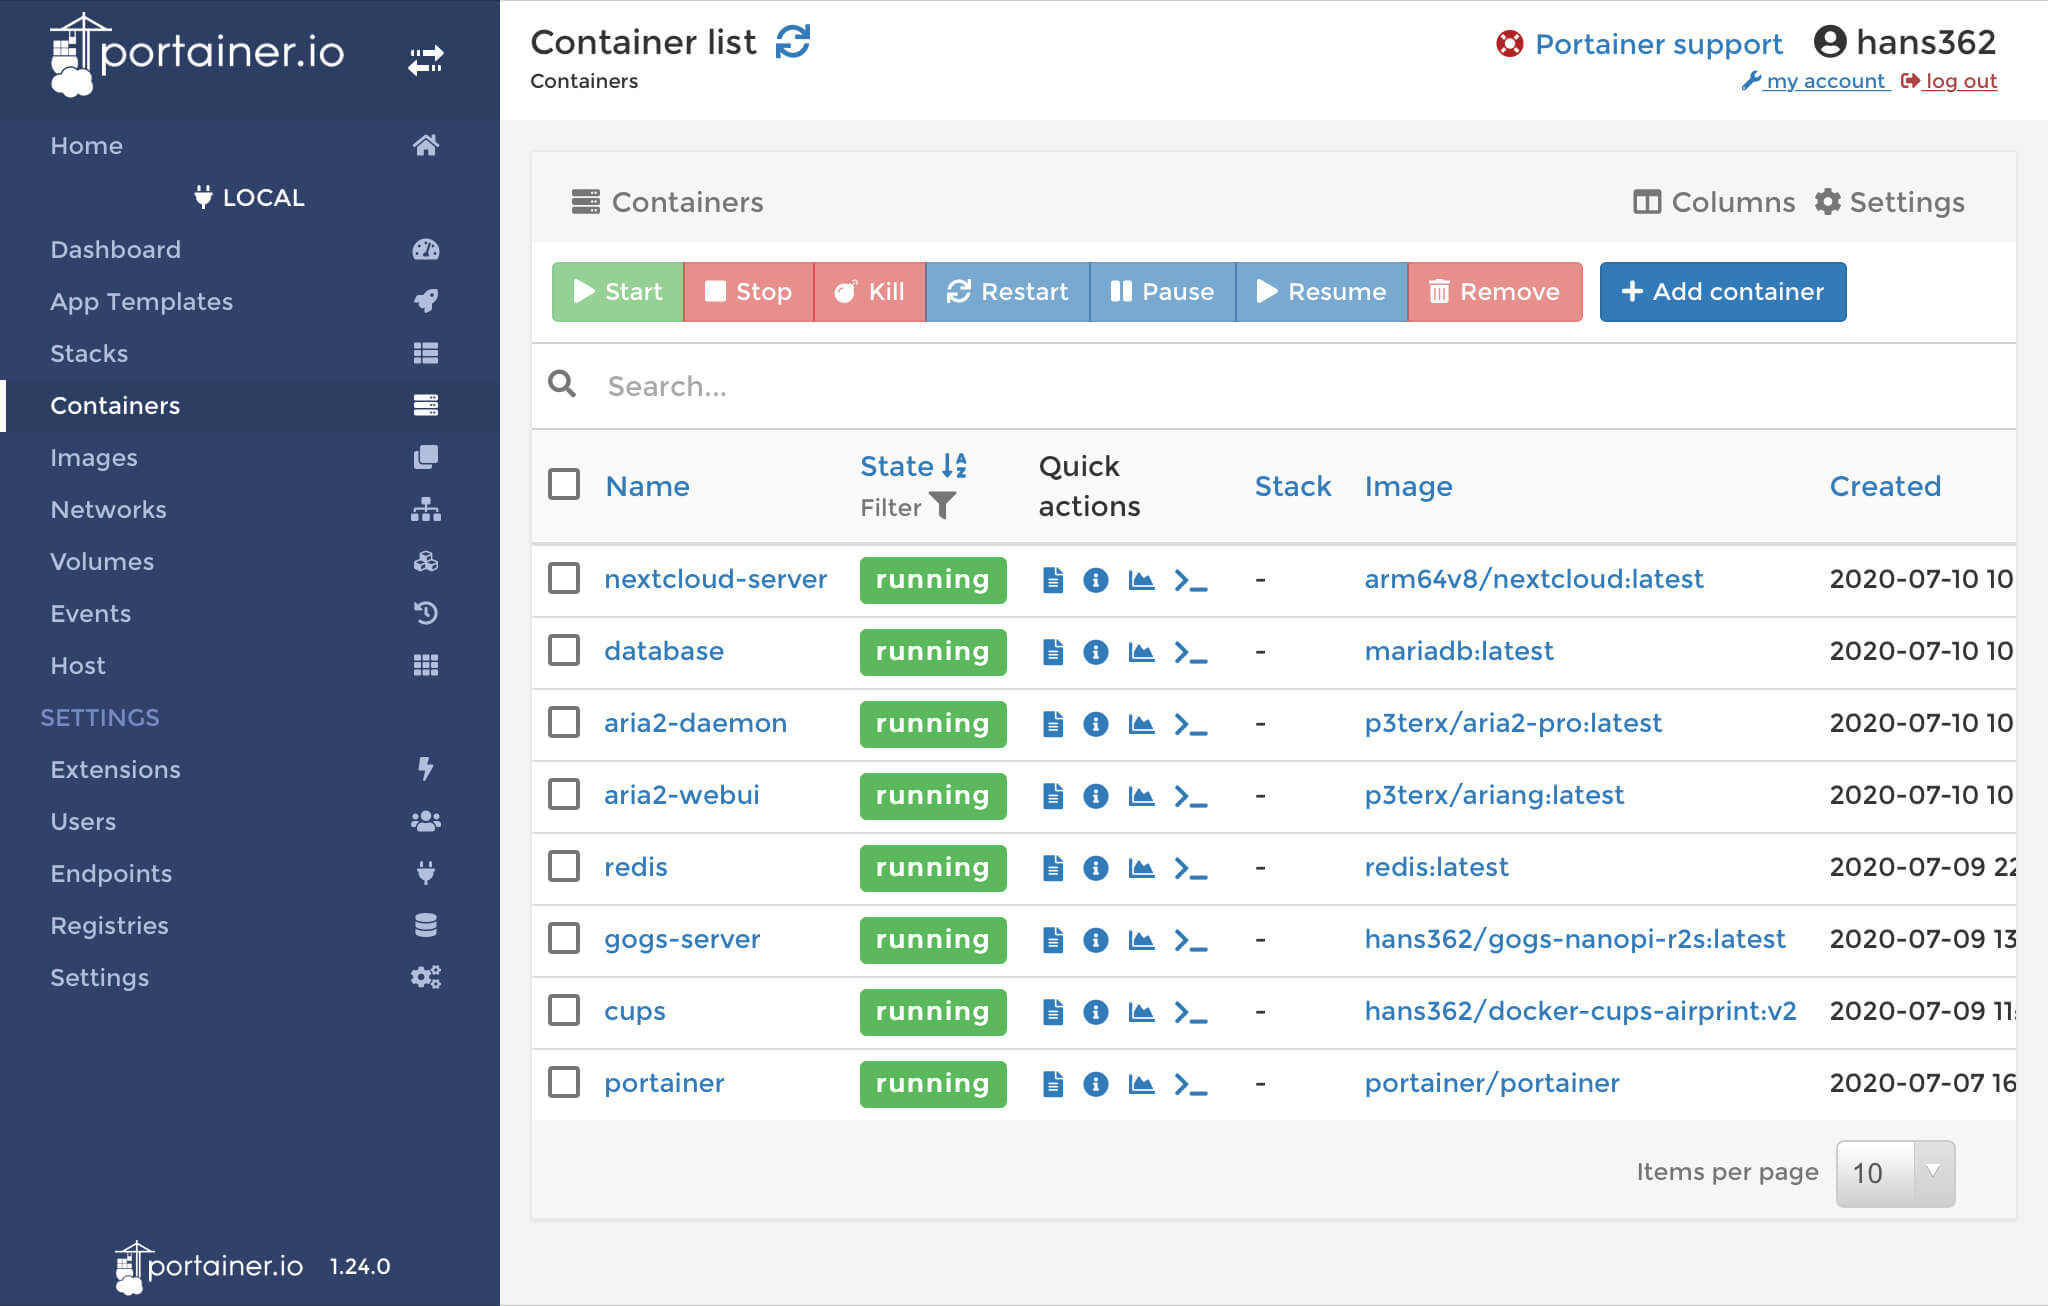 portainer.io
Home
LOCAL
Dashboard
App Templates
Stacks
Containers
Images
Networks
Volumes
Events
Host
SETTINGS
Extensions
Users
Endpoints
Registries
Settings
portainer.io 1.24.0
Container list
Containers
Portainer support hans362
my account log out
Containers Columns Settings
Start Stop Kill Restart Pause Resume Remove Add container
Search...
Name State Filter Quick actions Stack Image Created
nextcloud-server running - arm64v8/nextcloud:latest 2020-07-10 10
database running - mariadb:latest 2020-07-10 10
aria2-daemon running - p3terx/aria2-pro:latest 2020-07-10 10
aria2-webui running - p3terx/ariang:latest 2020-07-10 10
redis running - redis:latest 2020-07-09 22
gogs-server running - hans362/gogs-nanopi-r2s:latest 2020-07-09 13
cups running - hans362/docker-cups-airprint:v2 2020-07-09 11:
portainer running - portainer/portainer 2020-07-07 16
Items per page 10